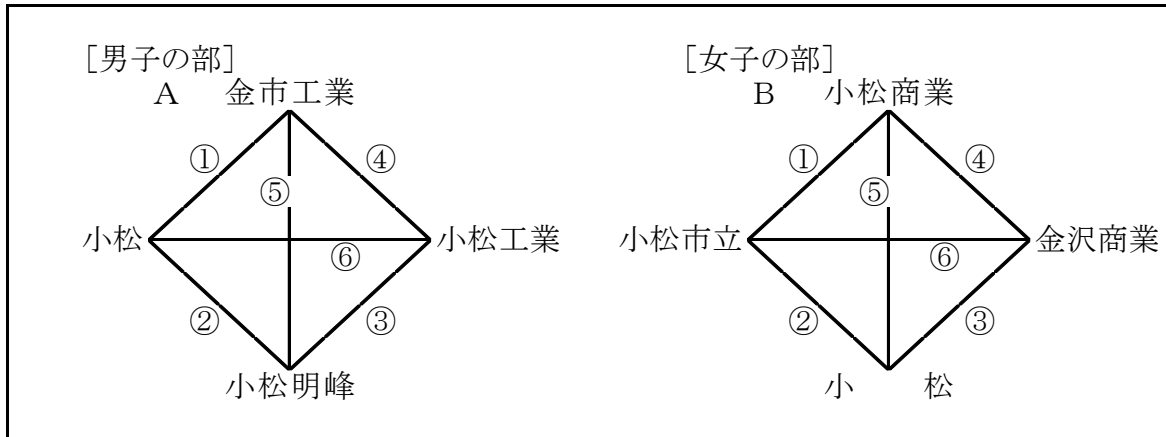 ［男子の部］
A 金市工業
①
④
⑤
小松
小松工業
⑥
②
③
小松明峰
［女子の部］
B 小松商業
①
④
⑤
小松市立
金沢商業
⑥
②
③
小 松